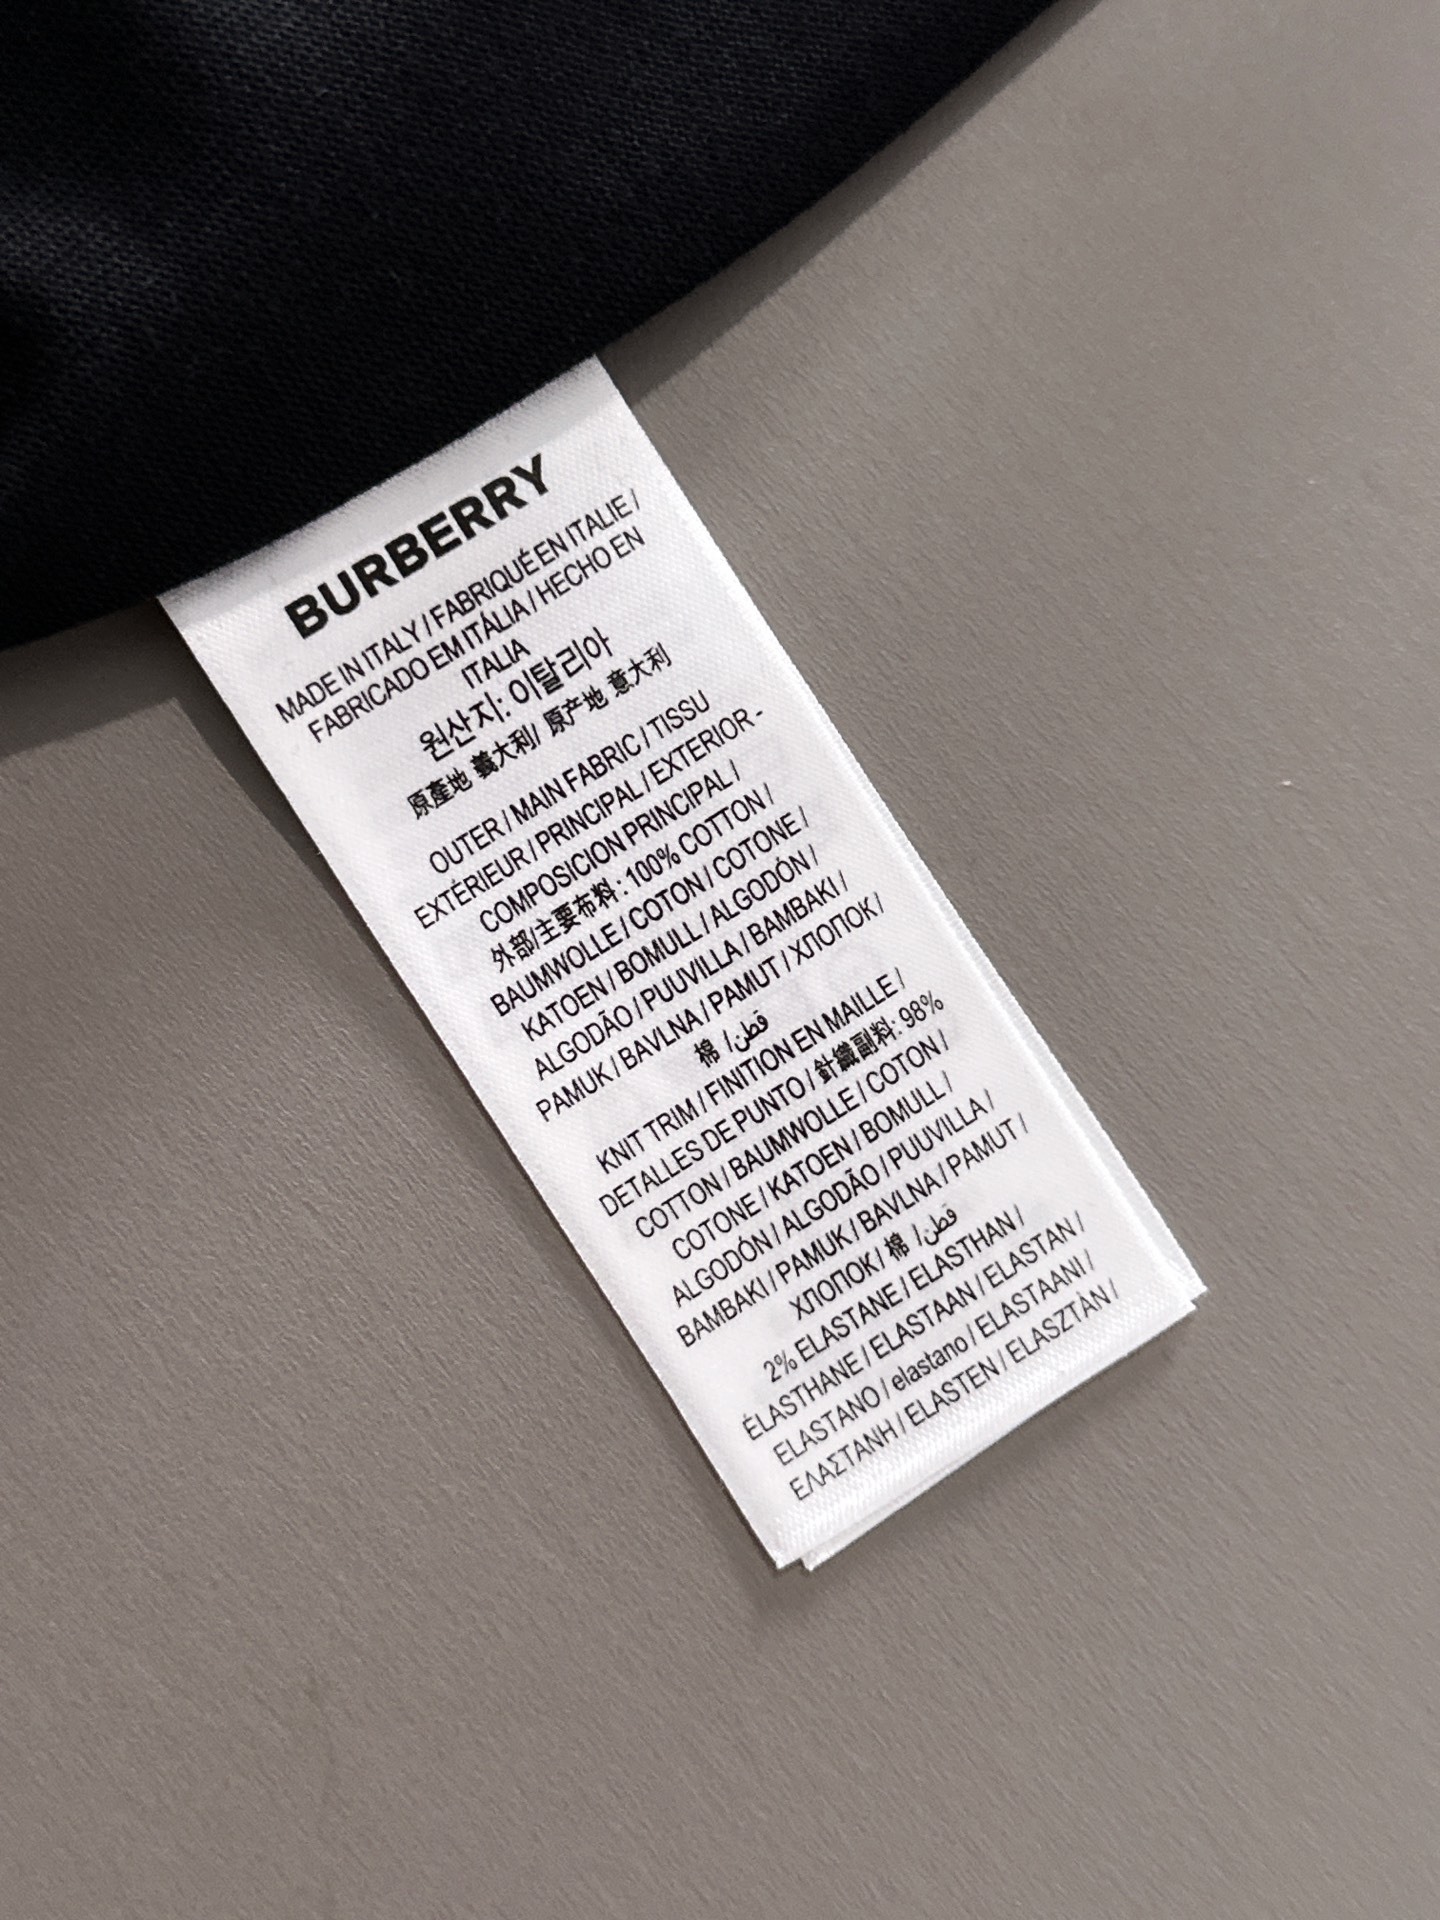 BURBERRY
MADE IN ITALY / FABRIQUÉ EN ITALIE /
FABRICADO EM ITÁLIA / HECHO EN
ITALIA
원산지: 이탈리아
原產地 義大利/ 原产地 意大利
OUTER / MAIN FABRIC / TISSU
EXTÉRIEUR / PRINCIPAL / EXTERIOR -
COMPOSICION PRINCIPAL /
外部/主要布料: 100% COTTON /
BAUMWOLLE / COTON / COTONE /
KATOEN / BOMULL / ALGODÓN /
ALGODÃO / PUUVILLA / BAMBAKI /
PAMUK / BAVLNA / PAMUT / ХЛОПОК /
棉 / قطن
KNIT TRIM / FINITION EN MAILLE /
DETALLES DE PUNTO / 針織副料: 98%
COTTON / BAUMWOLLE / COTON /
COTONE / KATOEN / BOMULL /
ALGODÓN / ALGODÃO / PUUVILLA /
BAMBAKI / PAMUK / BAVLNA / PAMUT /
ХЛОПОК / 棉 / قطن
2% ELASTANE / ELASTHAN /
ÉLASTHANE / ELASTAAN / ELASTAN /
ELASTANO / elastano / ELASTAANI /
ΕΛΑΣΤΑΝΗ / ELASTEN / ELASZTÀN /